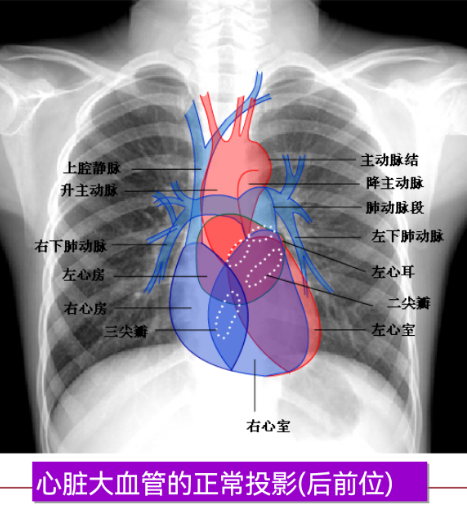 上腔静脉
升主动脉
右下肺动脉
左心房
右心房
三尖瓣
主动脉结
降主动脉
肺动脉段
左下肺动脉
左心耳
二尖瓣
左心室
右心室
心脏大血管的正常投影(后前位)